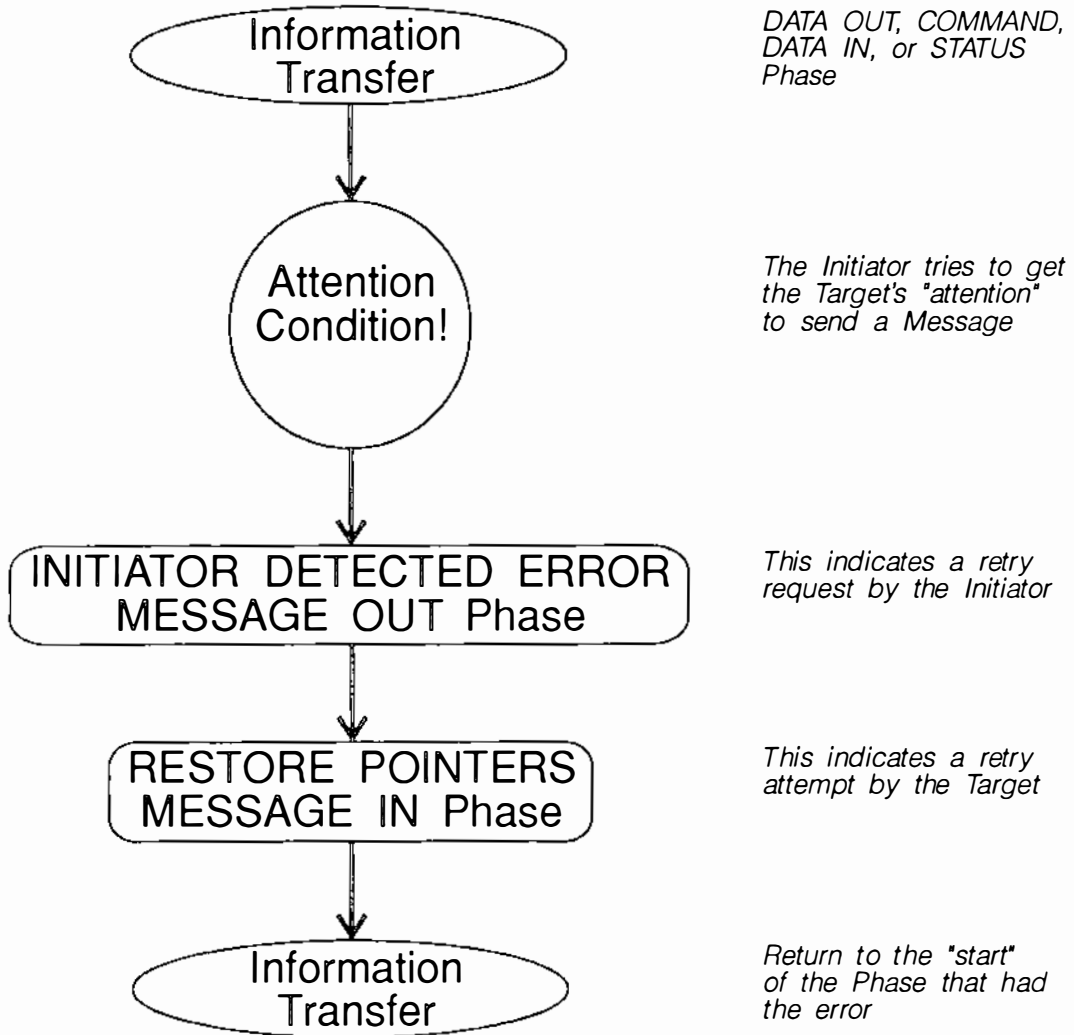 Information
Transfer
DATA OUT, COMMAND,
DATA IN, or STATUS
Phase
Attention
Condition!
The Initiator tries to get
the Target's "attention"
to send a Message
INITIATOR DETECTED ERROR
MESSAGE OUT Phase
This indicates a retry
request by the Initiator
RESTORE POINTERS
MESSAGE IN Phase
This indicates a retry
attempt by the Target
Information
Transfer
Return to the "start"
of the Phase that had
the error